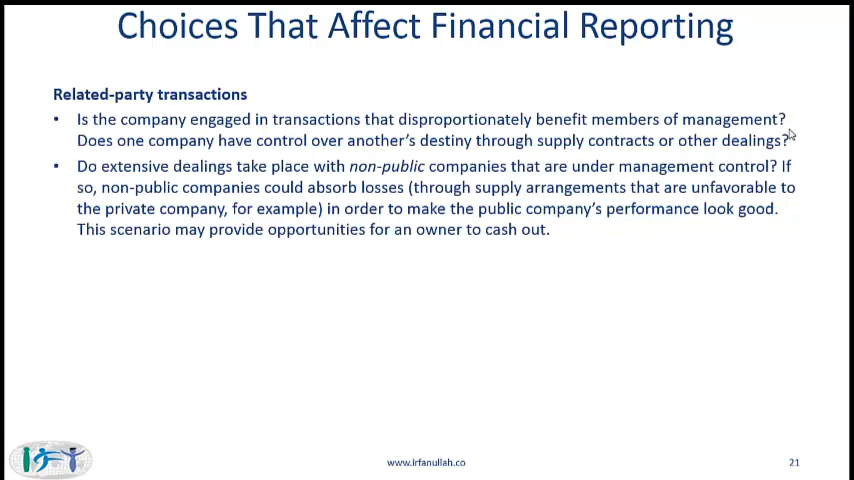 Choices That Affect Financial Reporting
Related-party transactions
• Is the company engaged in transactions that disproportionately benefit members of management?
Does one company have control over another's destiny through supply contracts or other dealings?
• Do extensive dealings take place with non-public companies that are under management control? If
so, non-public companies could absorb losses (through supply arrangements that are unfavorable to
the private company, for example) in order to make the public company's performance look good.
This scenario may provide opportunities for an owner to cash out.
www.irfanullah.co
21